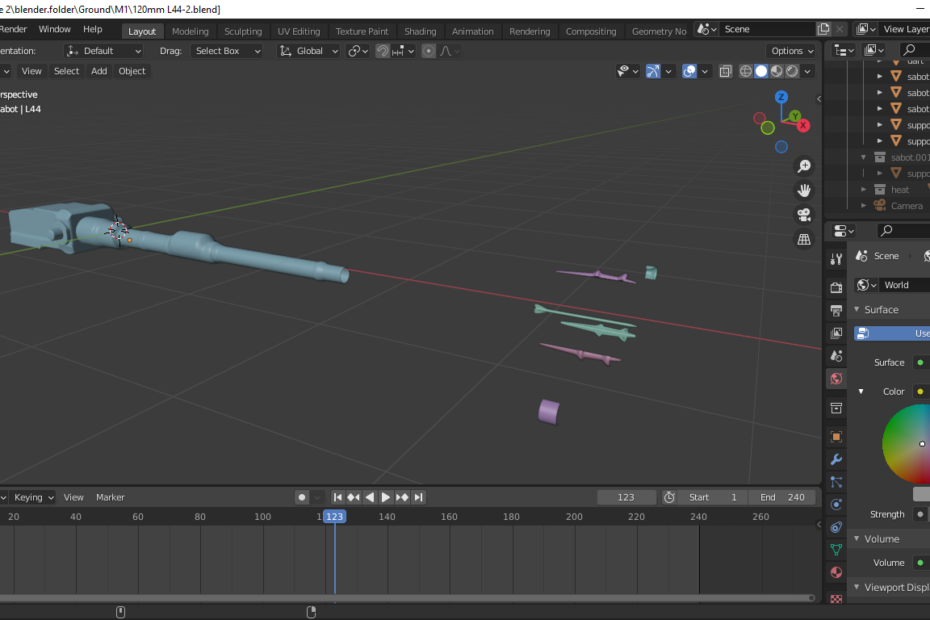 e 2\blender.folder\Ground\M1\120mm L44-2.blend]
Render Window Help Layout Modeling Sculpting UV Editing Texture Paint Shading Animation Rendering Compositing Geometry No Scene View Layer
entation: Default Drag: Select Box Global Options
View Select Add Object
rspective
abot | L44
Z
Y
X
dart
sabot
sabot
sabot
suppo
suppo
sabot.001
suppo
heat
Camera
Scene
World
Surface
Use
Surface
Color
Strength
Volume
Volume
Viewport Displ
Keying View Marker 123 Start 1 End 240
20 40 60 80 100 1 123 140 160 180 200 220 240 260